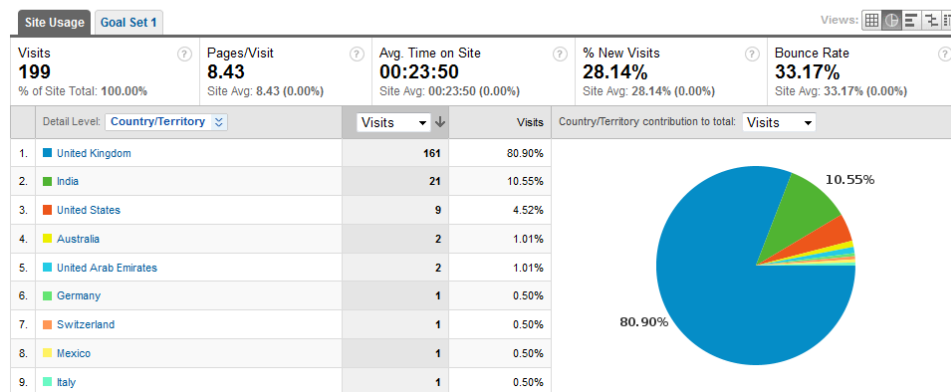 Site Usage Goal Set 1 Views:
Visits Pages/Visit Avg. Time on Site % New Visits Bounce Rate
199 8.43 00:23:50 28.14% 33.17%
% of Site Total: 100.00% Site Avg: 8.43 (0.00%) Site Avg: 00:23:50 (0.00%) Site Avg: 28.14% (0.00%) Site Avg: 33.17% (0.00%)
Detail Level: Country/Territory Visits Visits Country/Territory contribution to total: Visits
1. United Kingdom 161 80.90%
2. India 21 10.55%
3. United States 9 4.52%
4. Australia 2 1.01%
5. United Arab Emirates 2 1.01%
6. Germany 1 0.50%
7. Switzerland 1 0.50%
8. Mexico 1 0.50%
9. Italy 1 0.50%
10.55%
80.90%